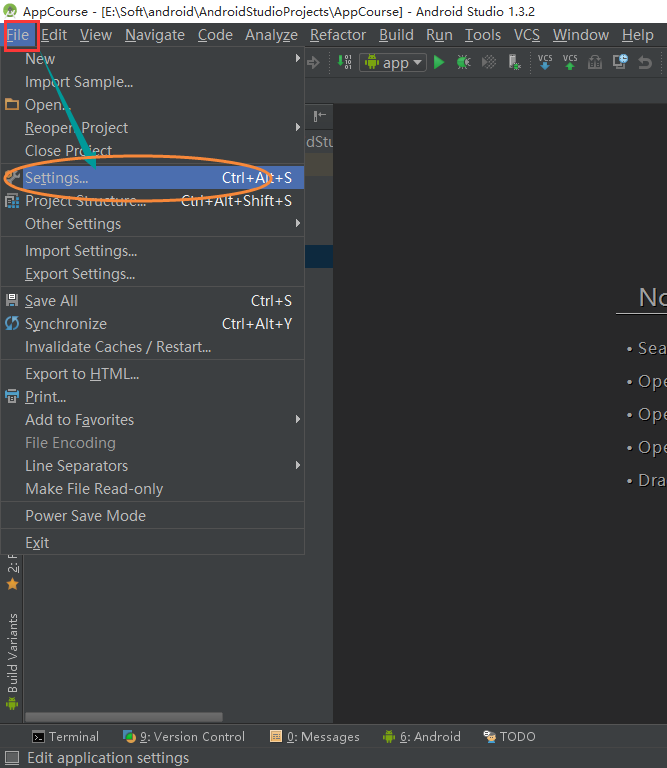 AppCourse - [E:\Soft\android\AndroidStudioProjects\AppCourse] - Android Studio 1.3.2
File Edit View Navigate Code Analyze Refactor Build Run Tools VCS Window Help
app VCS VCS
New
Import Sample...
Open...
Reopen Project
Close Project
Settings... Ctrl+Alt+S
Project Structure... Ctrl+Alt+Shift+S
Other Settings
Import Settings...
Export Settings...
Save All Ctrl+S
Synchronize Ctrl+Alt+Y
Invalidate Caches / Restart...
Export to HTML...
Print...
Add to Favorites
File Encoding
Line Separators
Make File Read-only
Power Save Mode
Exit
No
• Sea
• Ope
• Ope
• Ope
• Dra
Build Variants
Terminal 9: Version Control 0: Messages 6: Android TODO
Edit application settings